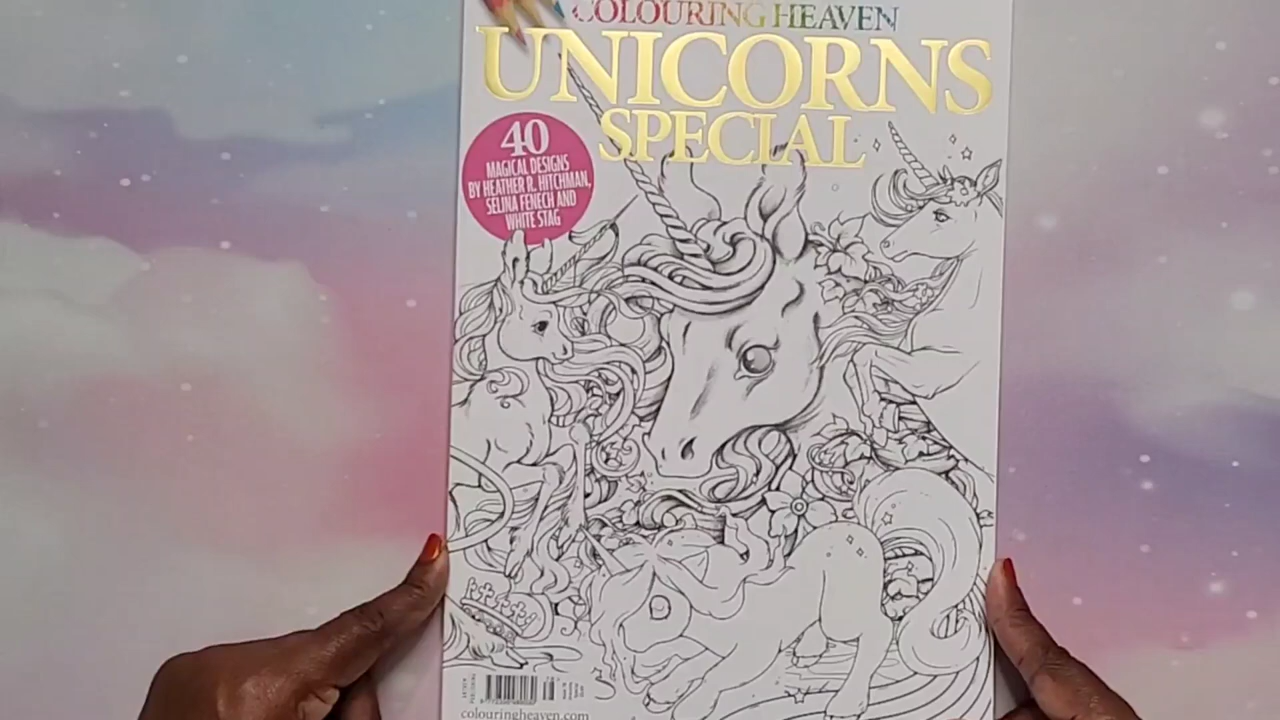 COLOURING HEAVEN
UNICORNS
SPECIAL
40
MAGICAL DESIGNS
BY HEATHER R. HITCHMAN,
SELINA FENECH AND
WHITE STAG
colouringheaven.com